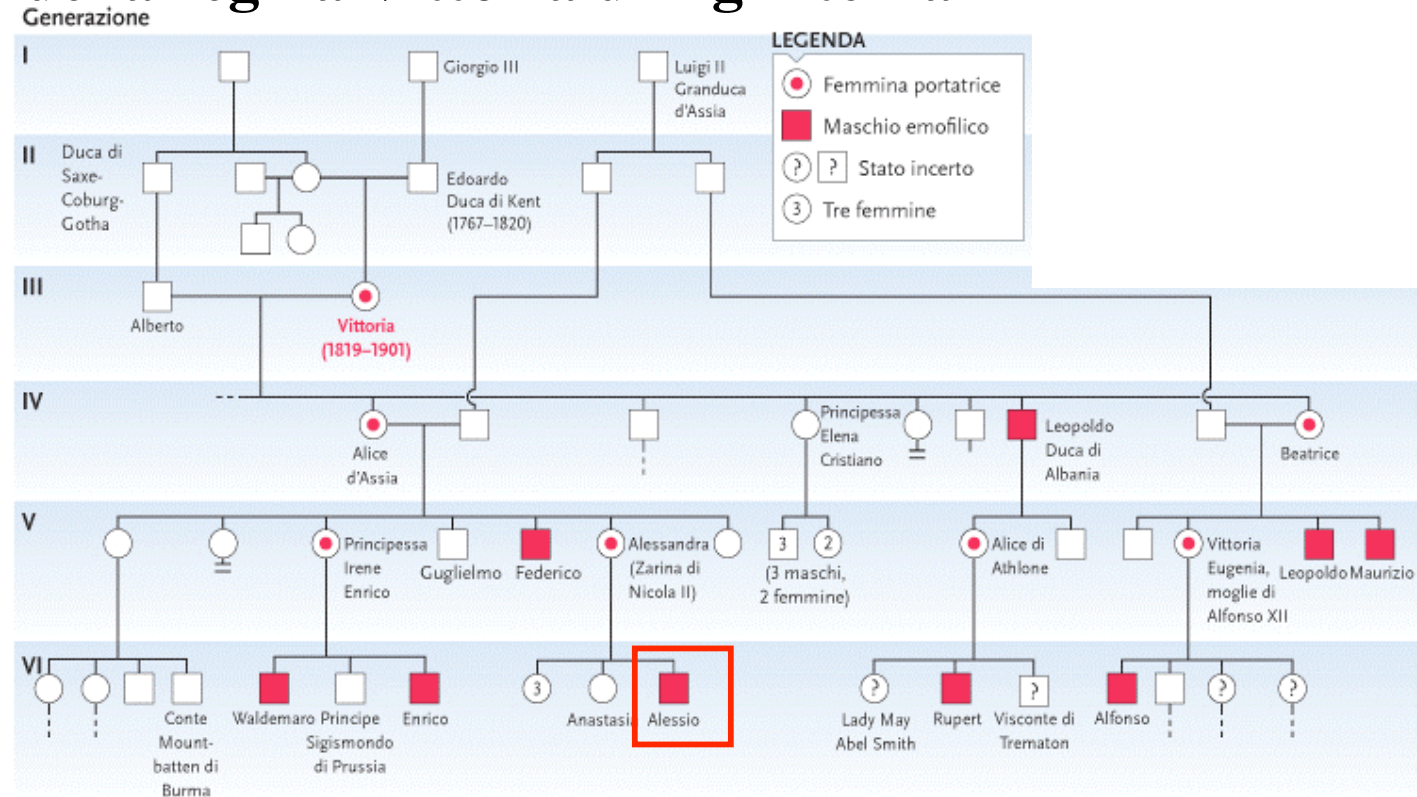 Generazione
I
Giorgio III
Luigi II
Granduca
d'Assia
LEGENDA
Femmina portatrice
Maschio emofilico
? ? Stato incerto
3 Tre femmine
II
Duca di
Saxe-
Coburg-
Gotha
Edoardo
Duca di Kent
(1767–1820)
III
Alberto
Vittoria
(1819–1901)
IV
Alice
d'Assia
Principessa
Elena
Cristiano
Leopoldo
Duca di
Albania
Beatrice
V
Principessa
Irene
Enrico
Guglielmo
Federico
Alessandra
(Zarina di
Nicola II)
3 2
(3 maschi,
2 femmine)
Alice di
Athlone
Vittoria
Eugenia,
moglie di
Alfonso XII
Leopoldo
Maurizio
VI
Conte
Mount-
batten di
Burma
Waldemaro
Principe
Sigismondo
di Prussia
Enrico
3
Anastasia
Alessio
?
Lady May
Abel Smith
Rupert
?
Visconte di
Trematon
Alfonso
?
?